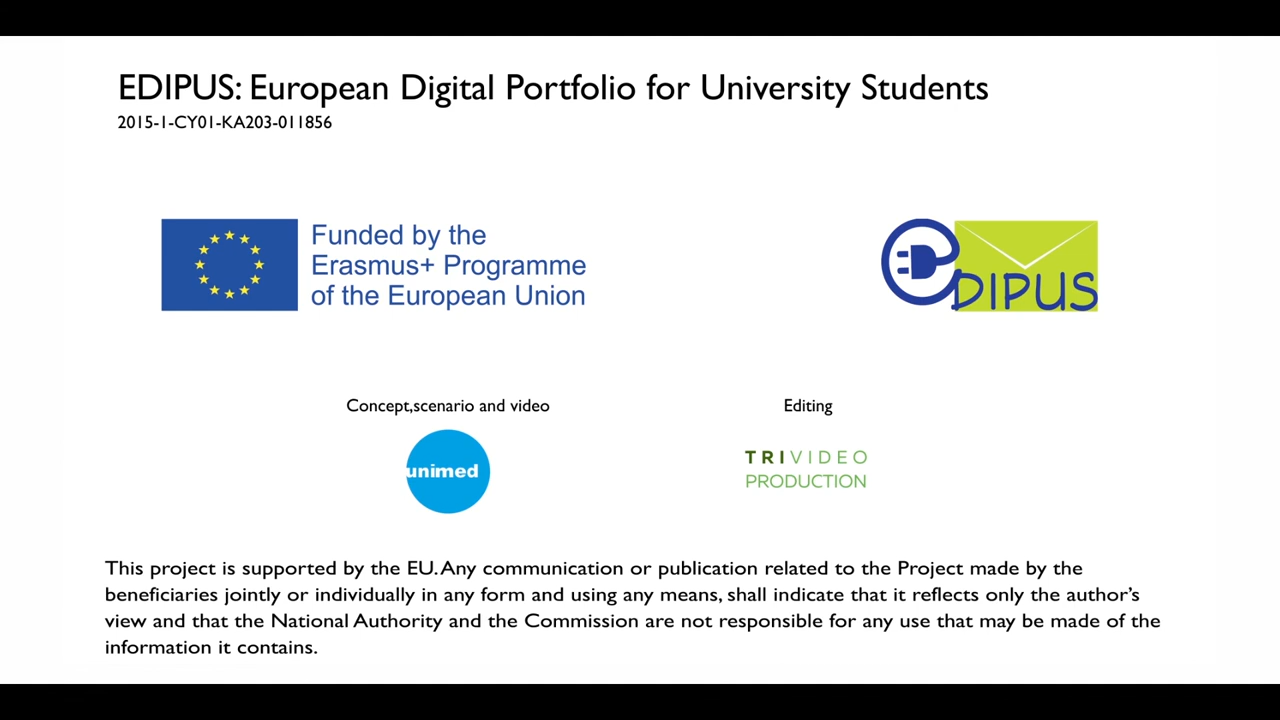 EDIPUS: European Digital Portfolio for University Students
2015-1-CY01-KA203-011856
Funded by the
Erasmus+ Programme
of the European Union
eDIPUS
Concept,scenario and video
Editing
unimed
TRIVIDEO
PRODUCTION
This project is supported by the EU. Any communication or publication related to the Project made by the
beneficiaries jointly or individually in any form and using any means, shall indicate that it reflects only the author's
view and that the National Authority and the Commission are not responsible for any use that may be made of the
information it contains.